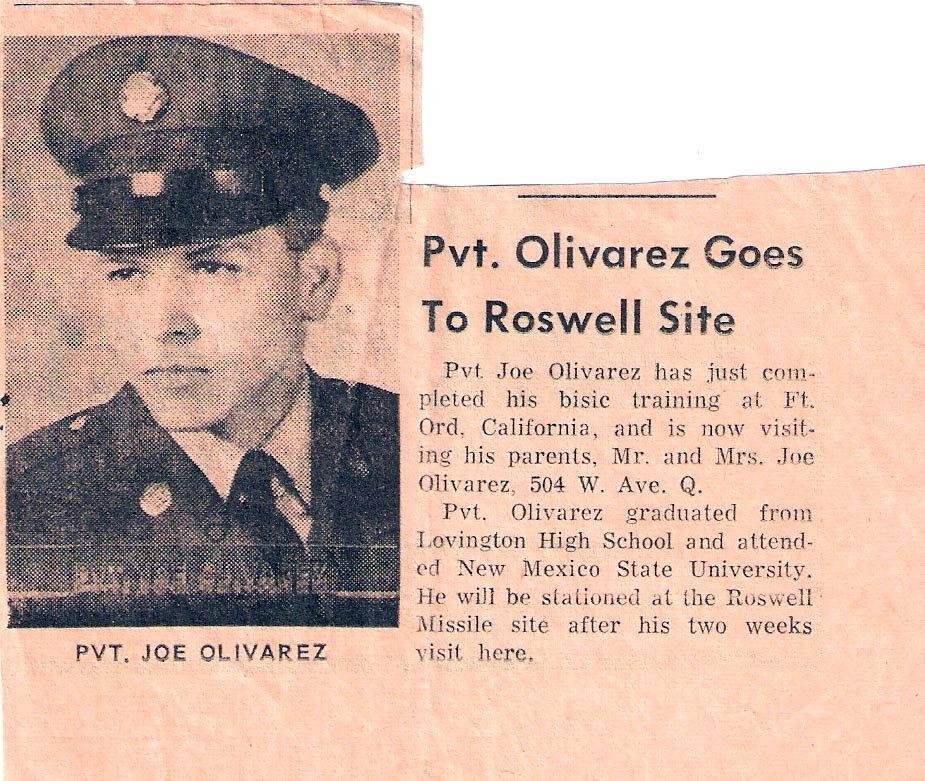 PVT. JOE OLIVAREZ
Pvt. Olivarez Goes
To Roswell Site
Pvt Joe Olivarez has just com-
pleted his bisic training at Ft.
Ord, California, and is now visit-
ing his parents, Mr. and Mrs. Joe
Olivarez, 504 W. Ave. Q.
Pvt. Olivarez graduated from
Lovington High School and attend-
ed New Mexico State University.
He will be stationed at the Roswell
Missile site after his two weeks
visit here.